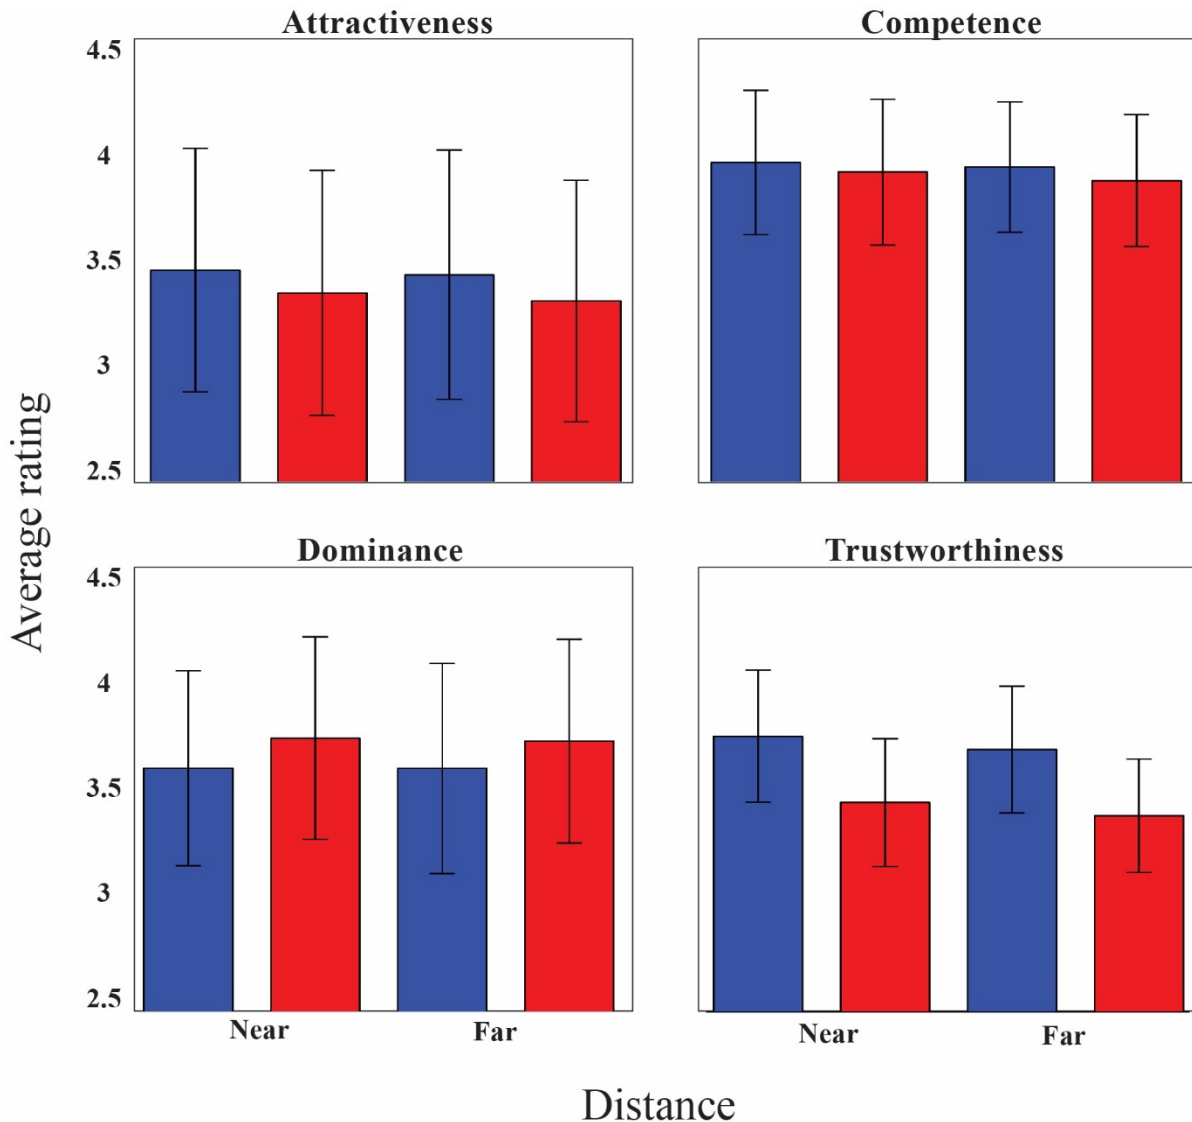 Attractiveness
Competence
4.5
4
3.5
3
2.5
Dominance
Trustworthiness
4.5
4
3.5
3
2.5
Near
Far
Near
Far
Average rating
Distance